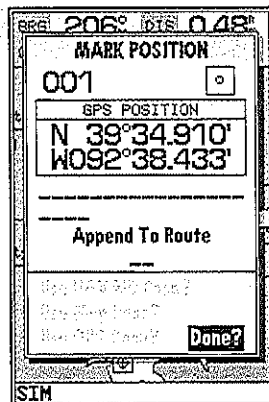 BRG 206° DIS 0.48
MARK POSITION
001
GPS POSITION
N 39°34.910'
W092°38.433'
Append To Route
Done?
SIM